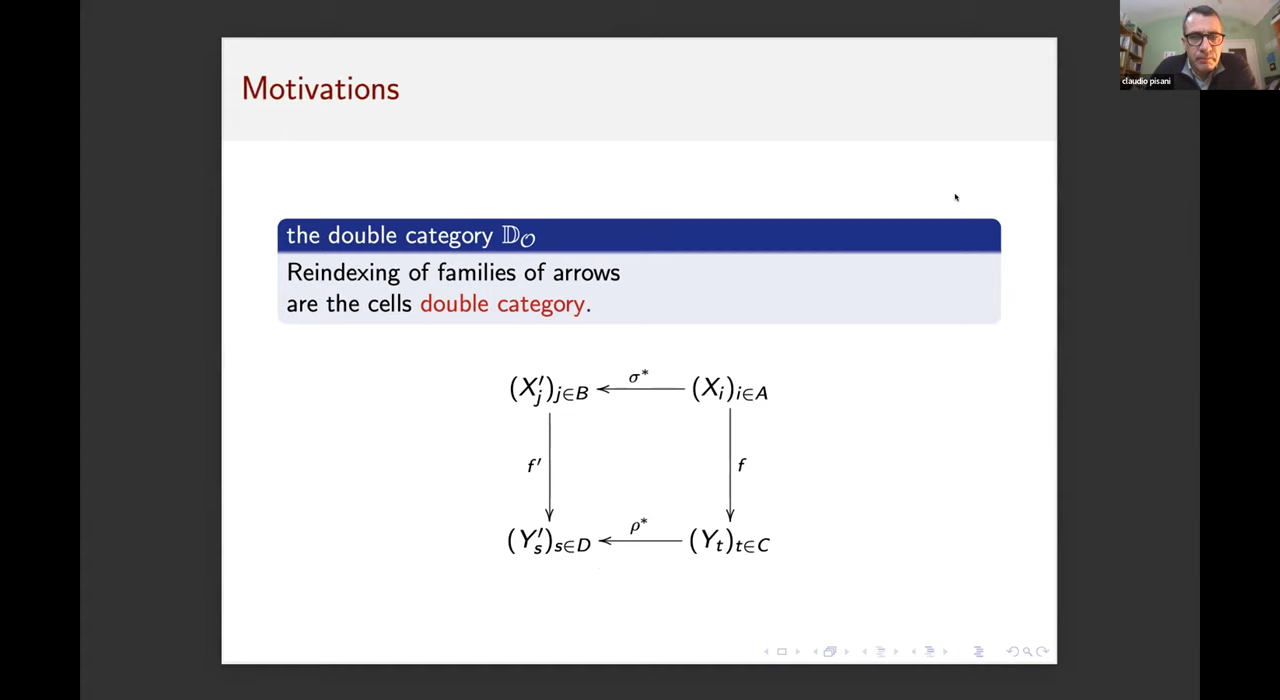 claudio pisani
Motivations
the double category 𝔻_𝒪
Reindexing of families of arrows
are the cells double category.
(X′_j)_{j∈B} σ* (X_i)_{i∈A}
f′ f
(Y′_s)_{s∈D} ρ* (Y_t)_{t∈C}